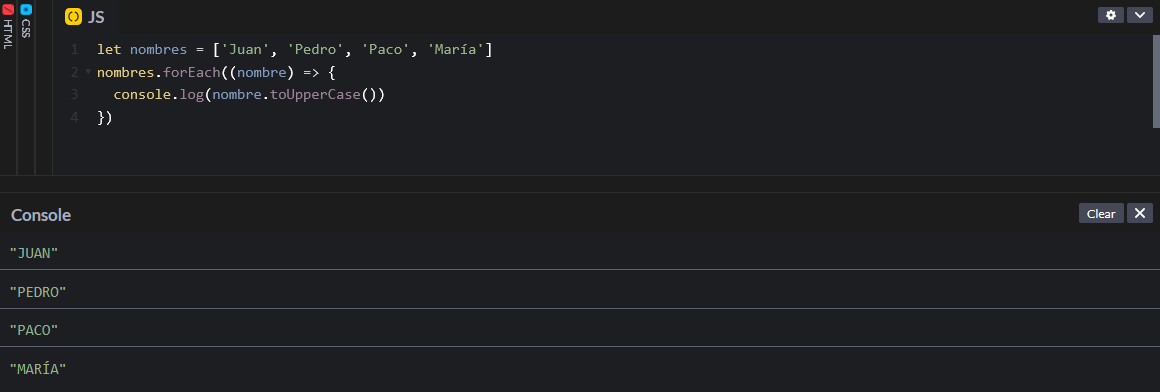 HTML
CSS
JS
1 let nombres = ['Juan', 'Pedro', 'Paco', 'María']
2 nombres.forEach((nombre) => {
3 console.log(nombre.toUpperCase())
4 })
Console
Clear
"JUAN"
"PEDRO"
"PACO"
"MARÍA"